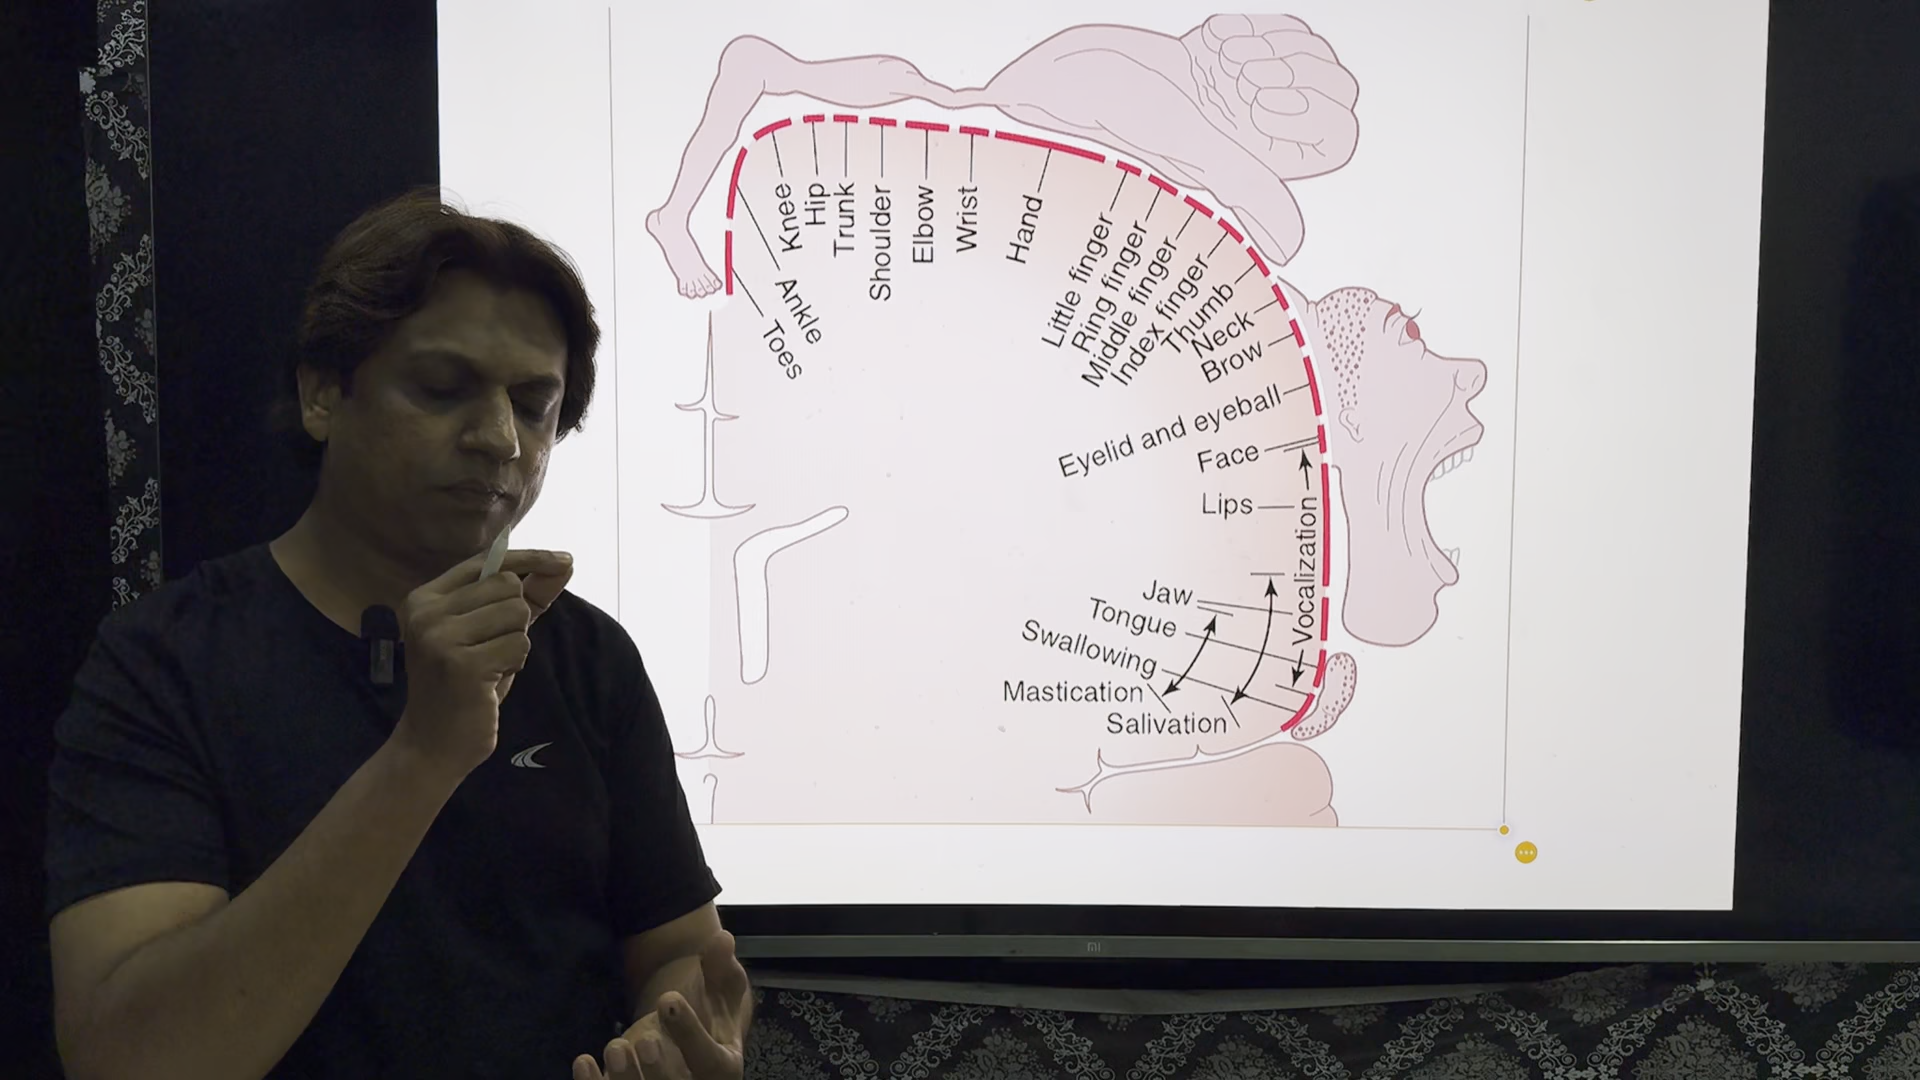 Knee
Hip
Trunk
Shoulder
Elbow
Wrist
Hand
Little finger
Ring finger
Middle finger
Index finger
Thumb
Neck
Brow
Eyelid and eyeball
Face
Lips
Vocalization
Jaw
Tongue
Swallowing
Mastication
Salivation
Ankle
Toes
mi